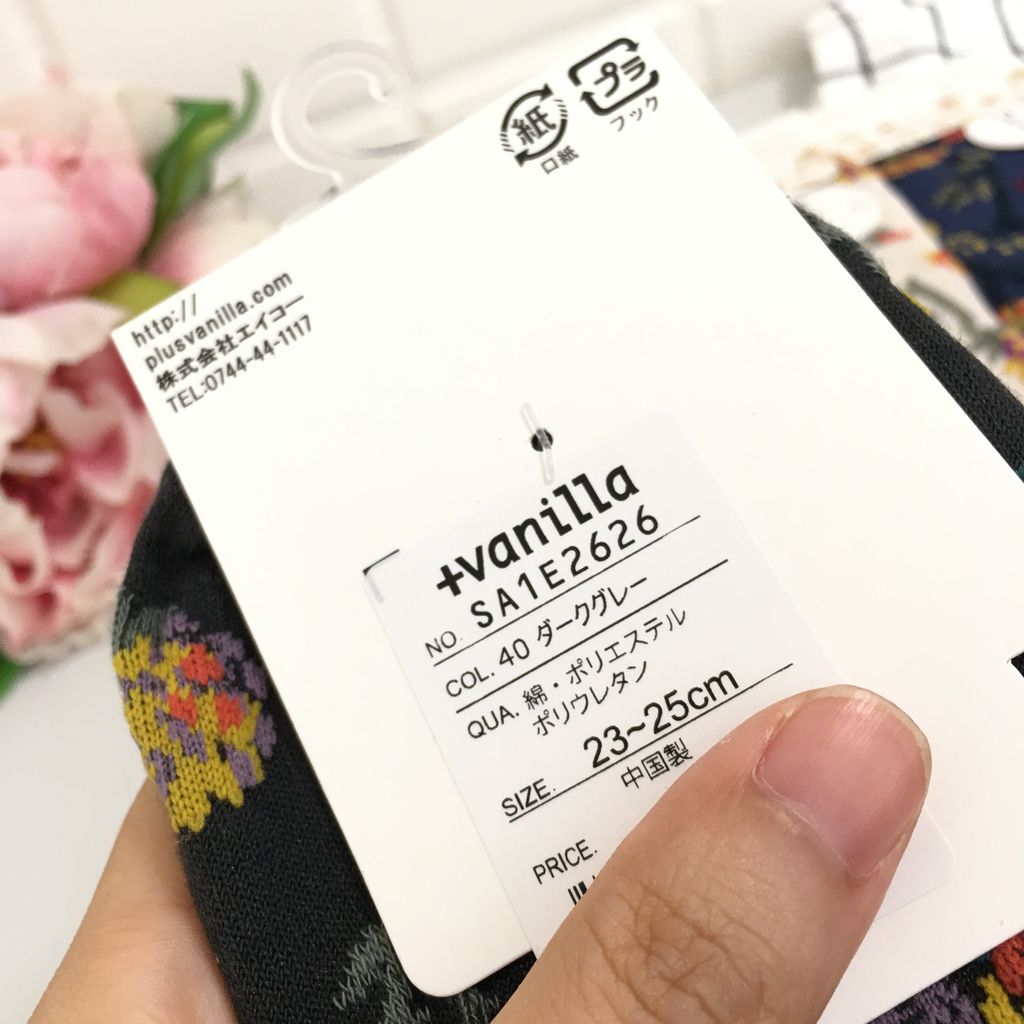 紙
口紙
プラ
フック
http://
plusvanilla.com
株式会社エイコー
TEL:0744-44-1117
+vanilla
NO. SA1E2626
COL. 40 ダークグレー
QUA. 綿・ポリエステル
ポリウレタン
SIZE. 23~25cm
中国製
PRICE.